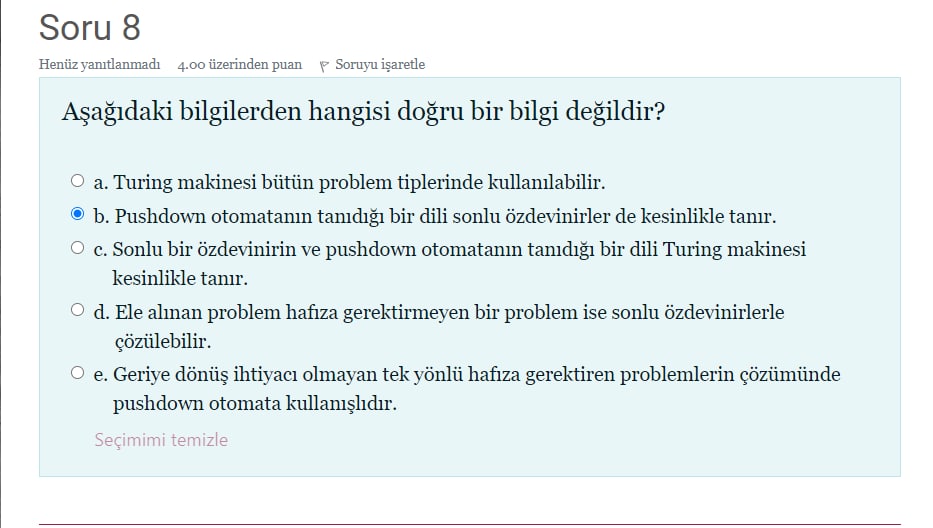 Soru 8
Henüz yanıtlanmadı 4.00 üzerinden puan Soruyu işaretle
Aşağıdaki bilgilerden hangisi doğru bir bilgi değildir?
a. Turing makinesi bütün problem tiplerinde kullanılabilir.
b. Pushdown otomatanın tanıdığı bir dili sonlu özdevinirler de kesinlikle tanır.
c. Sonlu bir özdevinirin ve pushdown otomatanın tanıdığı bir dili Turing makinesi
kesinlikle tanır.
d. Ele alınan problem hafıza gerektirmeyen bir problem ise sonlu özdevinirlerle
çözülebilir.
e. Geriye dönüş ihtiyacı olmayan tek yönlü hafıza gerektiren problemlerin çözümünde
pushdown otomata kullanışlıdır.
Seçimimi temizle